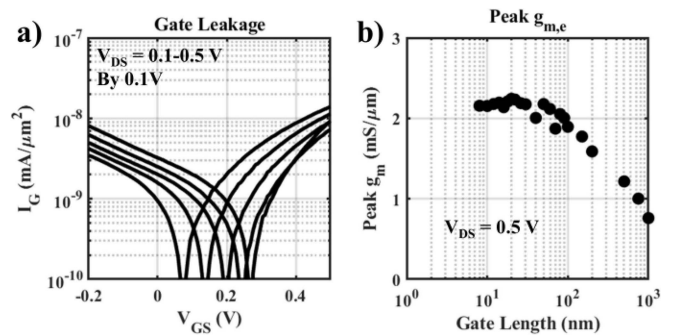 a)
Gate Leakage
10^-7
10^-8
10^-9
10^-10
I_G (mA/μm^2)
V_DS = 0.1-0.5 V
By 0.1V
-0.2
0
0.2
0.4
V_GS (V)
b)
Peak g_m,e
3
2
1
0
Peak g_m (mS/μm)
V_DS = 0.5 V
10^0
10^1
10^2
10^3
Gate Length (nm)